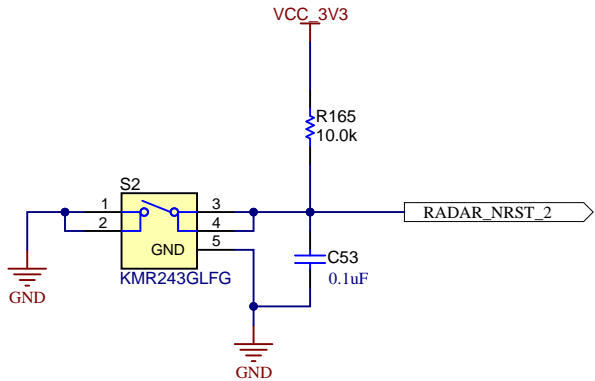 VCC_3V3
R165
10.0k
S2
1
3
2
4
RADAR_NRST_2
GND
5
C53
0.1uF
KMR243GLFG
GND
GND